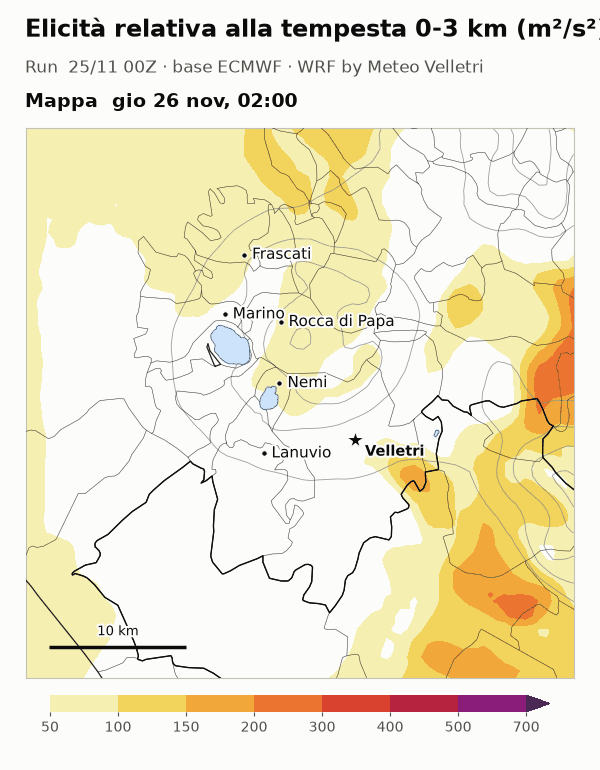 Elicità relativa alla tempesta 0-3 km (m²/s²)
Run  25/11 00Z · base ECMWF · WRF by Meteo Velletri
Mappa  gio 26 nov, 02:00
Frascati
Marino
Rocca di Papa
Nemi
Velletri
Lanuvio
10 km
50 100 150 200 300 400 500 700